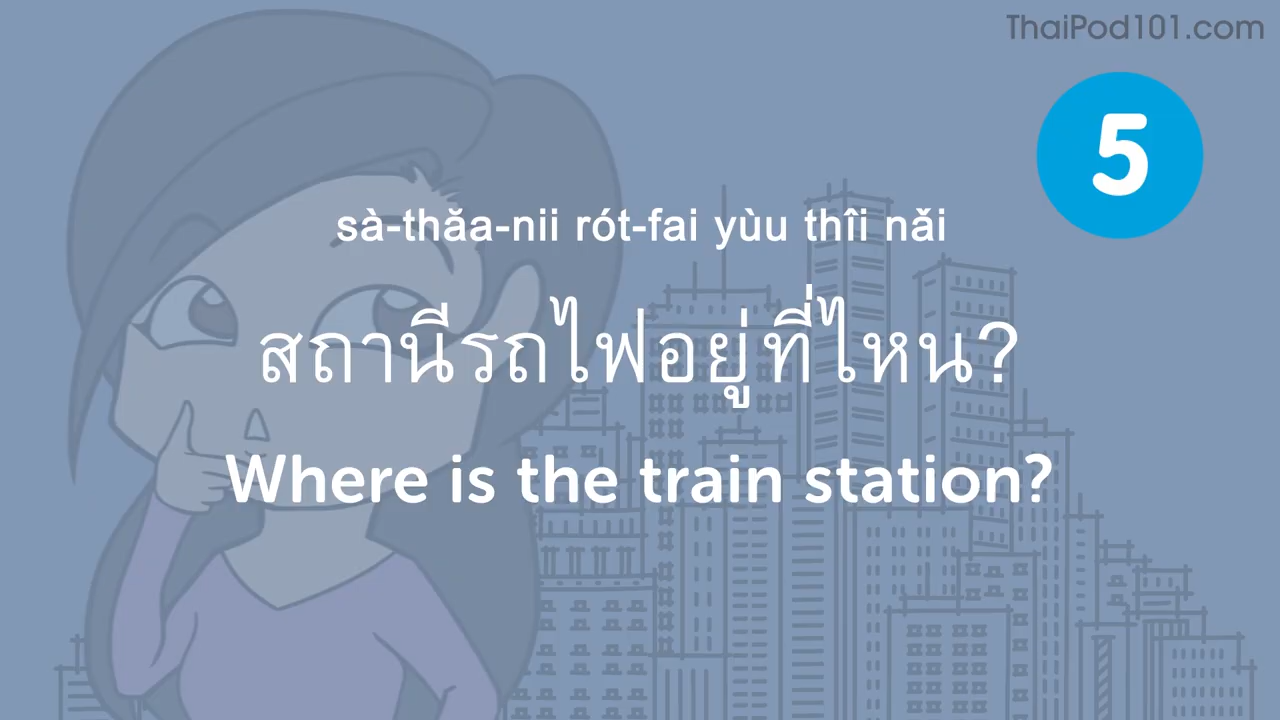 ThaiPod101.com
5
sà-thǎa-nii rót-fai yùu thîi nǎi
สถานีรถไฟอยู่ที่ไหน?
Where is the train station?